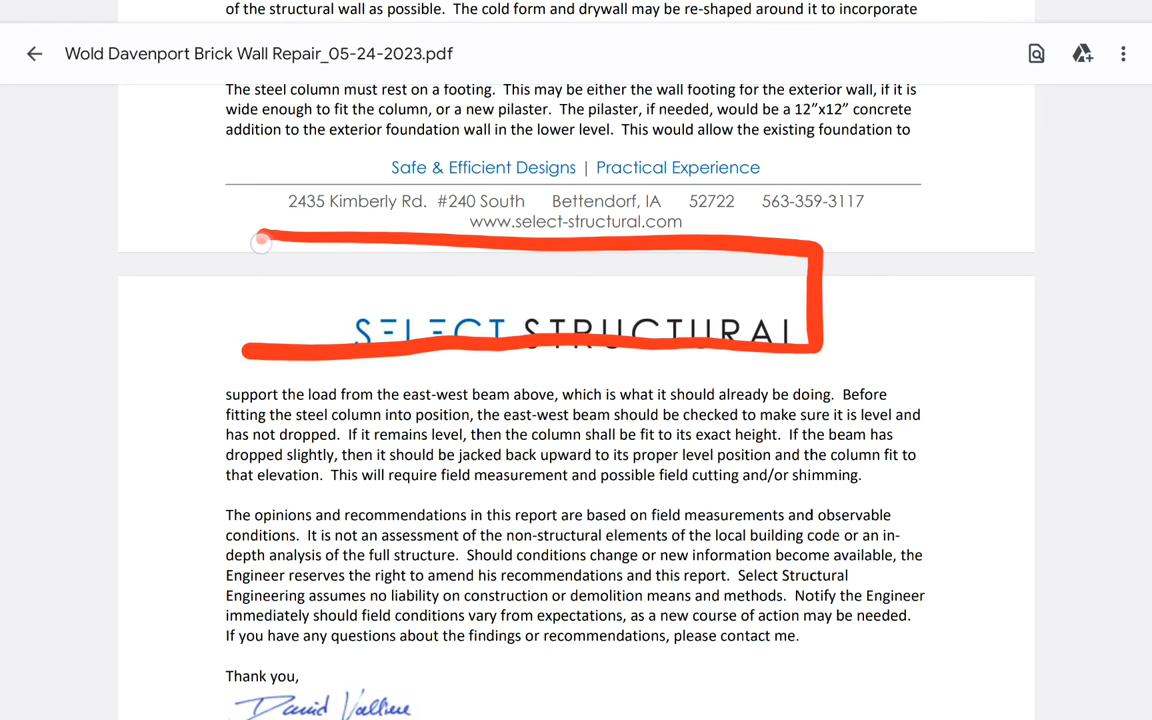 of the structural wall as possible.  The cold form and drywall may be re-shaped around it to incorporate
Wold Davenport Brick Wall Repair_05-24-2023.pdf
The steel column must rest on a footing.  This may be either the wall footing for the exterior wall, if it is
wide enough to fit the column, or a new pilaster.  The pilaster, if needed, would be a 12”x12” concrete
addition to the exterior foundation wall in the lower level.  This would allow the existing foundation to
Safe & Efficient Designs | Practical Experience
2435 Kimberly Rd.  #240 South  Bettendorf, IA  52722  563-359-3117
www.select-structural.com
SELECT STRUCTURAL
support the load from the east-west beam above, which is what it should already be doing.  Before
fitting the steel column into position, the east-west beam should be checked to make sure it is level and
has not dropped.  If it remains level, then the column shall be fit to its exact height.  If the beam has
dropped slightly, then it should be jacked back upward to its proper level position and the column fit to
that elevation.  This will require field measurement and possible field cutting and/or shimming.
The opinions and recommendations in this report are based on field measurements and observable
conditions.  It is not an assessment of the non-structural elements of the local building code or an in-
depth analysis of the full structure.  Should conditions change or new information become available, the
Engineer reserves the right to amend his recommendations and this report.  Select Structural
Engineering assumes no liability on construction or demolition means and methods.  Notify the Engineer
immediately should field conditions vary from expectations, as a new course of action may be needed.
If you have any questions about the findings or recommendations, please contact me.
Thank you,
David Valliere